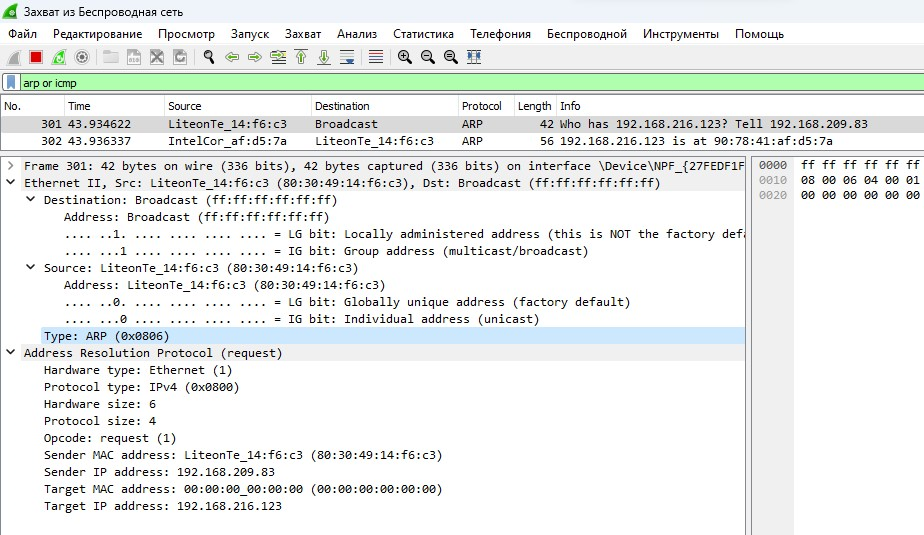 Захват из Беспроводная сеть
Файл Редактирование Просмотр Запуск Захват Анализ Статистика Телефония Беспроводной Инструменты Помощь
arp or icmp
No. Time Source Destination Protocol Length Info
301 43.934622 LiteonTe_14:f6:c3 Broadcast ARP 42 Who has 192.168.216.123? Tell 192.168.209.83
302 43.936337 IntelCor_af:d5:7a LiteonTe_14:f6:c3 ARP 56 192.168.216.123 is at 90:78:41:af:d5:7a
Frame 301: 42 bytes on wire (336 bits), 42 bytes captured (336 bits) on interface \Device\NPF_{27FEDF1F
Ethernet II, Src: LiteonTe_14:f6:c3 (80:30:49:14:f6:c3), Dst: Broadcast (ff:ff:ff:ff:ff:ff)
Destination: Broadcast (ff:ff:ff:ff:ff:ff)
Address: Broadcast (ff:ff:ff:ff:ff:ff)
.... ..1. .... .... .... .... = LG bit: Locally administered address (this is NOT the factory defa
.... ...1 .... .... .... .... = IG bit: Group address (multicast/broadcast)
Source: LiteonTe_14:f6:c3 (80:30:49:14:f6:c3)
Address: LiteonTe_14:f6:c3 (80:30:49:14:f6:c3)
.... ..0. .... .... .... .... = LG bit: Globally unique address (factory default)
.... ...0 .... .... .... .... = IG bit: Individual address (unicast)
Type: ARP (0x0806)
Address Resolution Protocol (request)
Hardware type: Ethernet (1)
Protocol type: IPv4 (0x0800)
Hardware size: 6
Protocol size: 4
Opcode: request (1)
Sender MAC address: LiteonTe_14:f6:c3 (80:30:49:14:f6:c3)
Sender IP address: 192.168.209.83
Target MAC address: 00:00:00_00:00:00 (00:00:00:00:00:00)
Target IP address: 192.168.216.123
0000 ff ff ff ff ff ff
0010 08 00 06 04 00 01
0020 00 00 00 00 00 00